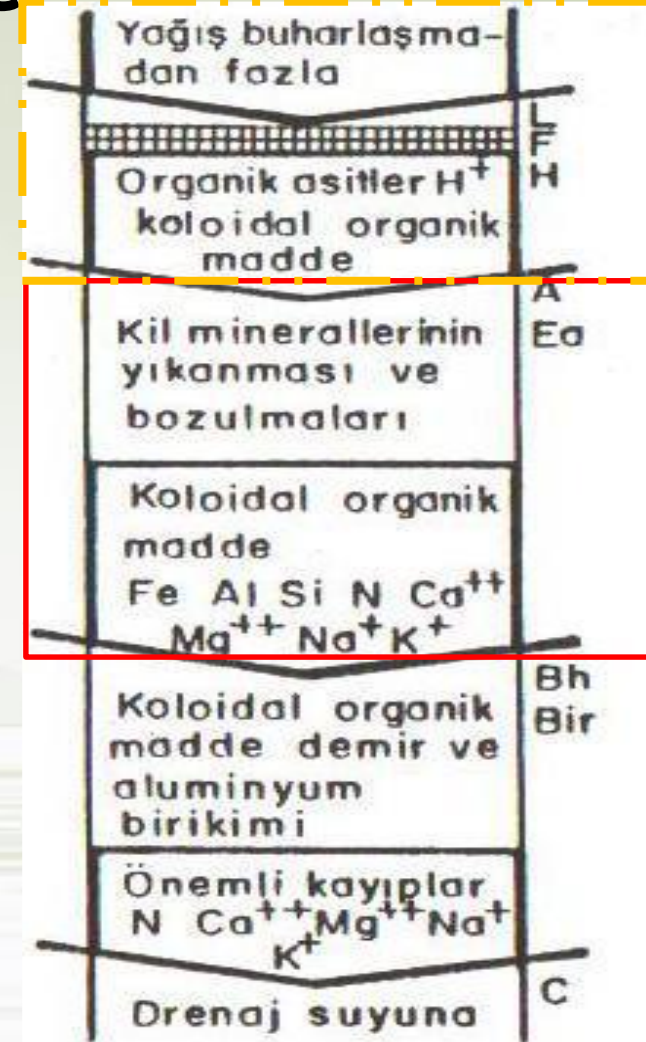 Yağış buharlaşma-
dan fazla
L
F
H
Organik asitler H⁺
koloidal organik
madde
A
Ea
Kil minerallerinin
yıkanması ve
bozulmaları
Koloidal organik
madde
Fe Al Si N Ca⁺⁺
Mg⁺⁺ Na⁺ K⁺
Bh
Bir
Koloidal organik
madde demir ve
aluminyum
birikimi
Önemli kayıplar
N Ca⁺⁺Mg⁺⁺Na⁺
K⁺
C
Drenaj suyuna